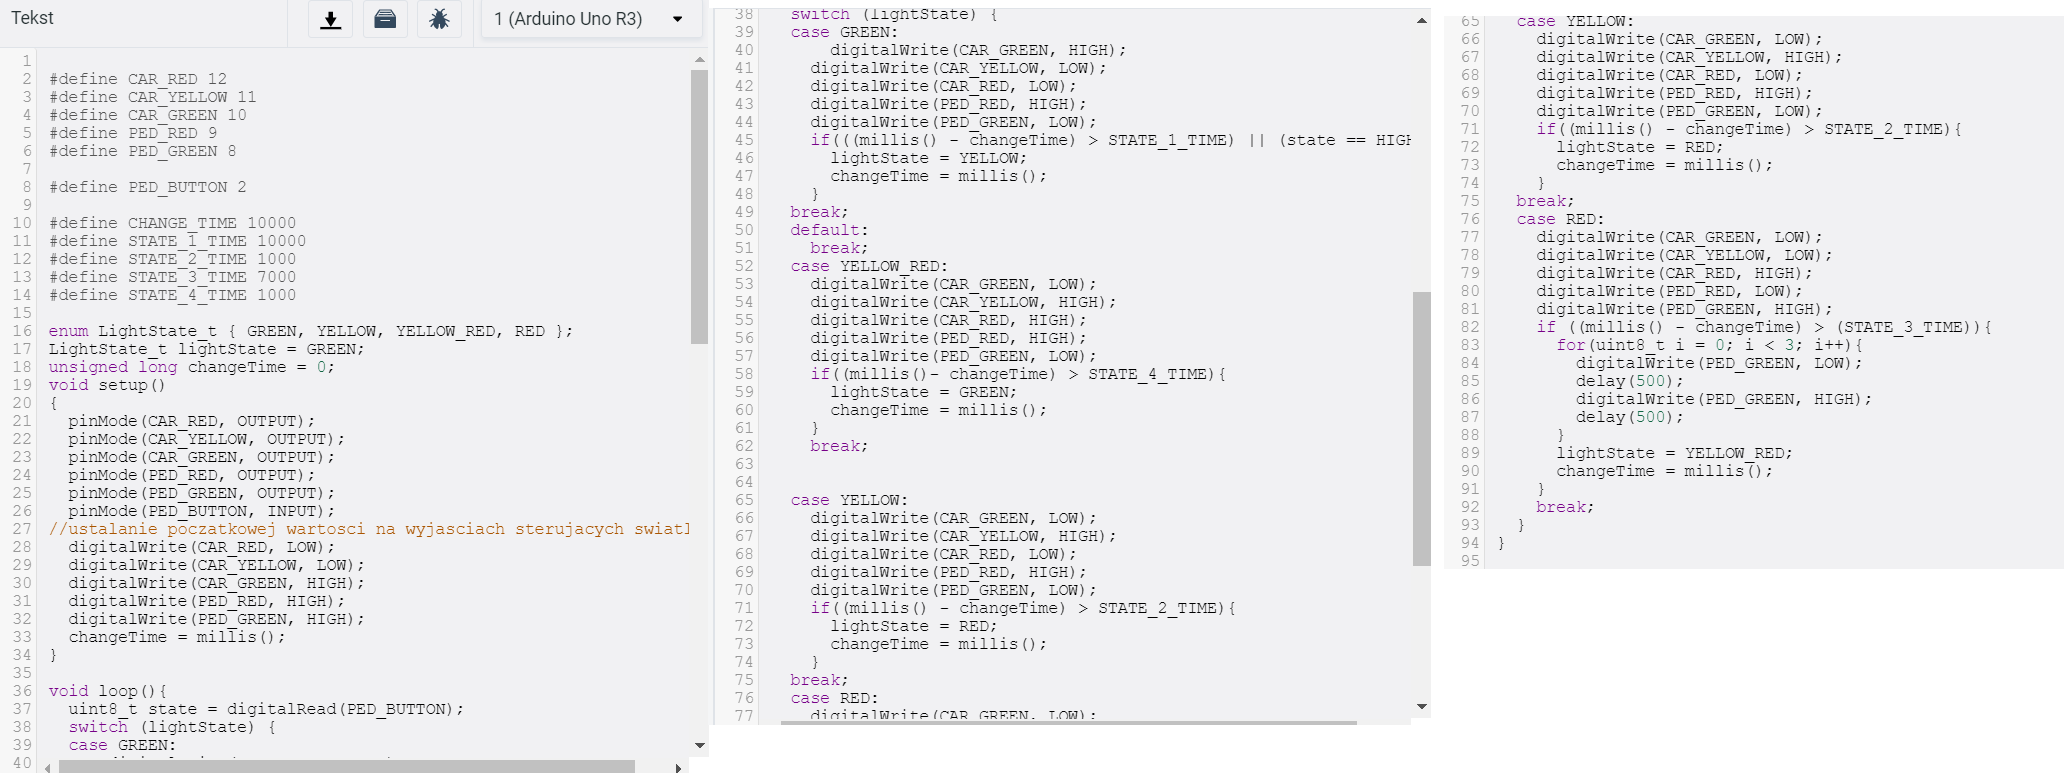 Tekst
1 (Arduino Uno R3)
1
2 #define CAR_RED 12
3 #define CAR_YELLOW 11
4 #define CAR_GREEN 10
5 #define PED_RED 9
6 #define PED_GREEN 8
7
8 #define PED_BUTTON 2
9
10 #define CHANGE_TIME 10000
11 #define STATE_1_TIME 10000
12 #define STATE_2_TIME 1000
13 #define STATE_3_TIME 7000
14 #define STATE_4_TIME 1000
15
16 enum LightState_t { GREEN, YELLOW, YELLOW_RED, RED };
17 LightState_t lightState = GREEN;
18 unsigned long changeTime = 0;
19 void setup()
20 {
21 pinMode(CAR_RED, OUTPUT);
22 pinMode(CAR_YELLOW, OUTPUT);
23 pinMode(CAR_GREEN, OUTPUT);
24 pinMode(PED_RED, OUTPUT);
25 pinMode(PED_GREEN, OUTPUT);
26 pinMode(PED_BUTTON, INPUT);
27 //ustalanie poczatkowej wartosci na wyjasciach sterujacych swiatl
28 digitalWrite(CAR_RED, LOW);
29 digitalWrite(CAR_YELLOW, LOW);
30 digitalWrite(CAR_GREEN, HIGH);
31 digitalWrite(PED_RED, HIGH);
32 digitalWrite(PED_GREEN, HIGH);
33 changeTime = millis();
34 }
35
36 void loop(){
37 uint8_t state = digitalRead(PED_BUTTON);
38 switch (lightState) {
39 case GREEN:
40
38 switch (lightState) {
39 case GREEN:
40 digitalWrite(CAR_GREEN, HIGH);
41 digitalWrite(CAR_YELLOW, LOW);
42 digitalWrite(CAR_RED, LOW);
43 digitalWrite(PED_RED, HIGH);
44 digitalWrite(PED_GREEN, LOW);
45 if(((millis() - changeTime) > STATE_1_TIME) || (state == HIGH
46 lightState = YELLOW;
47 changeTime = millis();
48 }
49 break;
50 default:
51 break;
52 case YELLOW_RED:
53 digitalWrite(CAR_GREEN, LOW);
54 digitalWrite(CAR_YELLOW, HIGH);
55 digitalWrite(CAR_RED, HIGH);
56 digitalWrite(PED_RED, HIGH);
57 digitalWrite(PED_GREEN, LOW);
58 if((millis()- changeTime) > STATE_4_TIME){
59 lightState = GREEN;
60 changeTime = millis();
61 }
62 break;
63
64
65 case YELLOW:
66 digitalWrite(CAR_GREEN, LOW);
67 digitalWrite(CAR_YELLOW, HIGH);
68 digitalWrite(CAR_RED, LOW);
69 digitalWrite(PED_RED, HIGH);
70 digitalWrite(PED_GREEN, LOW);
71 if((millis() - changeTime) > STATE_2_TIME){
72 lightState = RED;
73 changeTime = millis();
74 }
75 break;
76 case RED:
77 digitalWrite(CAR_GREEN, LOW);
65 case YELLOW:
66 digitalWrite(CAR_GREEN, LOW);
67 digitalWrite(CAR_YELLOW, HIGH);
68 digitalWrite(CAR_RED, LOW);
69 digitalWrite(PED_RED, HIGH);
70 digitalWrite(PED_GREEN, LOW);
71 if((millis() - changeTime) > STATE_2_TIME){
72 lightState = RED;
73 changeTime = millis();
74 }
75 break;
76 case RED:
77 digitalWrite(CAR_GREEN, LOW);
78 digitalWrite(CAR_YELLOW, LOW);
79 digitalWrite(CAR_RED, HIGH);
80 digitalWrite(PED_RED, LOW);
81 digitalWrite(PED_GREEN, HIGH);
82 if ((millis() - changeTime) > (STATE_3_TIME)){
83 for(uint8_t i = 0; i < 3; i++){
84 digitalWrite(PED_GREEN, LOW);
85 delay(500);
86 digitalWrite(PED_GREEN, HIGH);
87 delay(500);
88 }
89 lightState = YELLOW_RED;
90 changeTime = millis();
91 }
92 break;
93 }
94 }
95